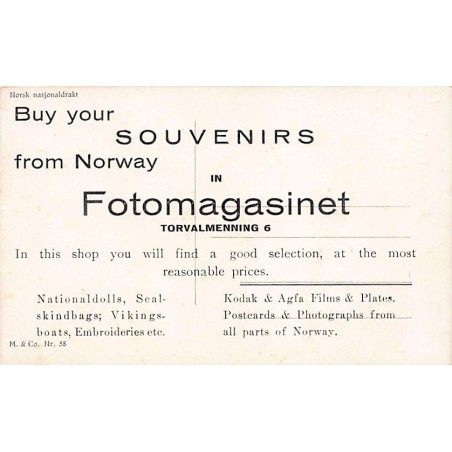 Norsk nasjonaldrakt
Buy your
SOUVENIRS
from Norway
IN
Fotomagasinet
TORVALMENNING 6
In this shop you will find a good selection, at the most
reasonable prices.
Nationaldolls, Seal-
skindbags; Vikings-
boats, Embroideries etc.
Kodak & Agfa Films & Plates.
Postcards & Photographs from
all parts of Norway.
M. & Co. Nr. 58